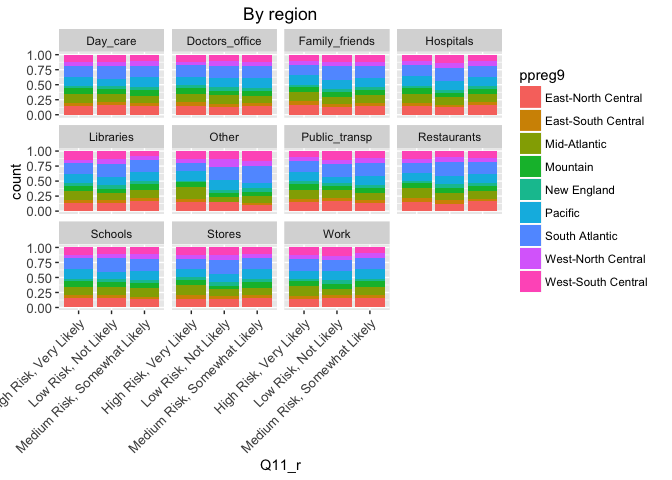 By region
Day_care Doctors_office Family_friends Hospitals
1.00
0.75
0.50
0.25
0.00
Libraries Other Public_transp Restaurants
1.00
0.75
0.50
0.25
0.00
Schools Stores Work
1.00
0.75
0.50
0.25
0.00
count
High Risk, Very Likely
Low Risk, Not Likely
Medium Risk, Somewhat Likely
High Risk, Very Likely
Low Risk, Not Likely
Medium Risk, Somewhat Likely
High Risk, Very Likely
Low Risk, Not Likely
Medium Risk, Somewhat Likely
Q11_r
ppreg9
East-North Central
East-South Central
Mid-Atlantic
Mountain
New England
Pacific
South Atlantic
West-North Central
West-South Central